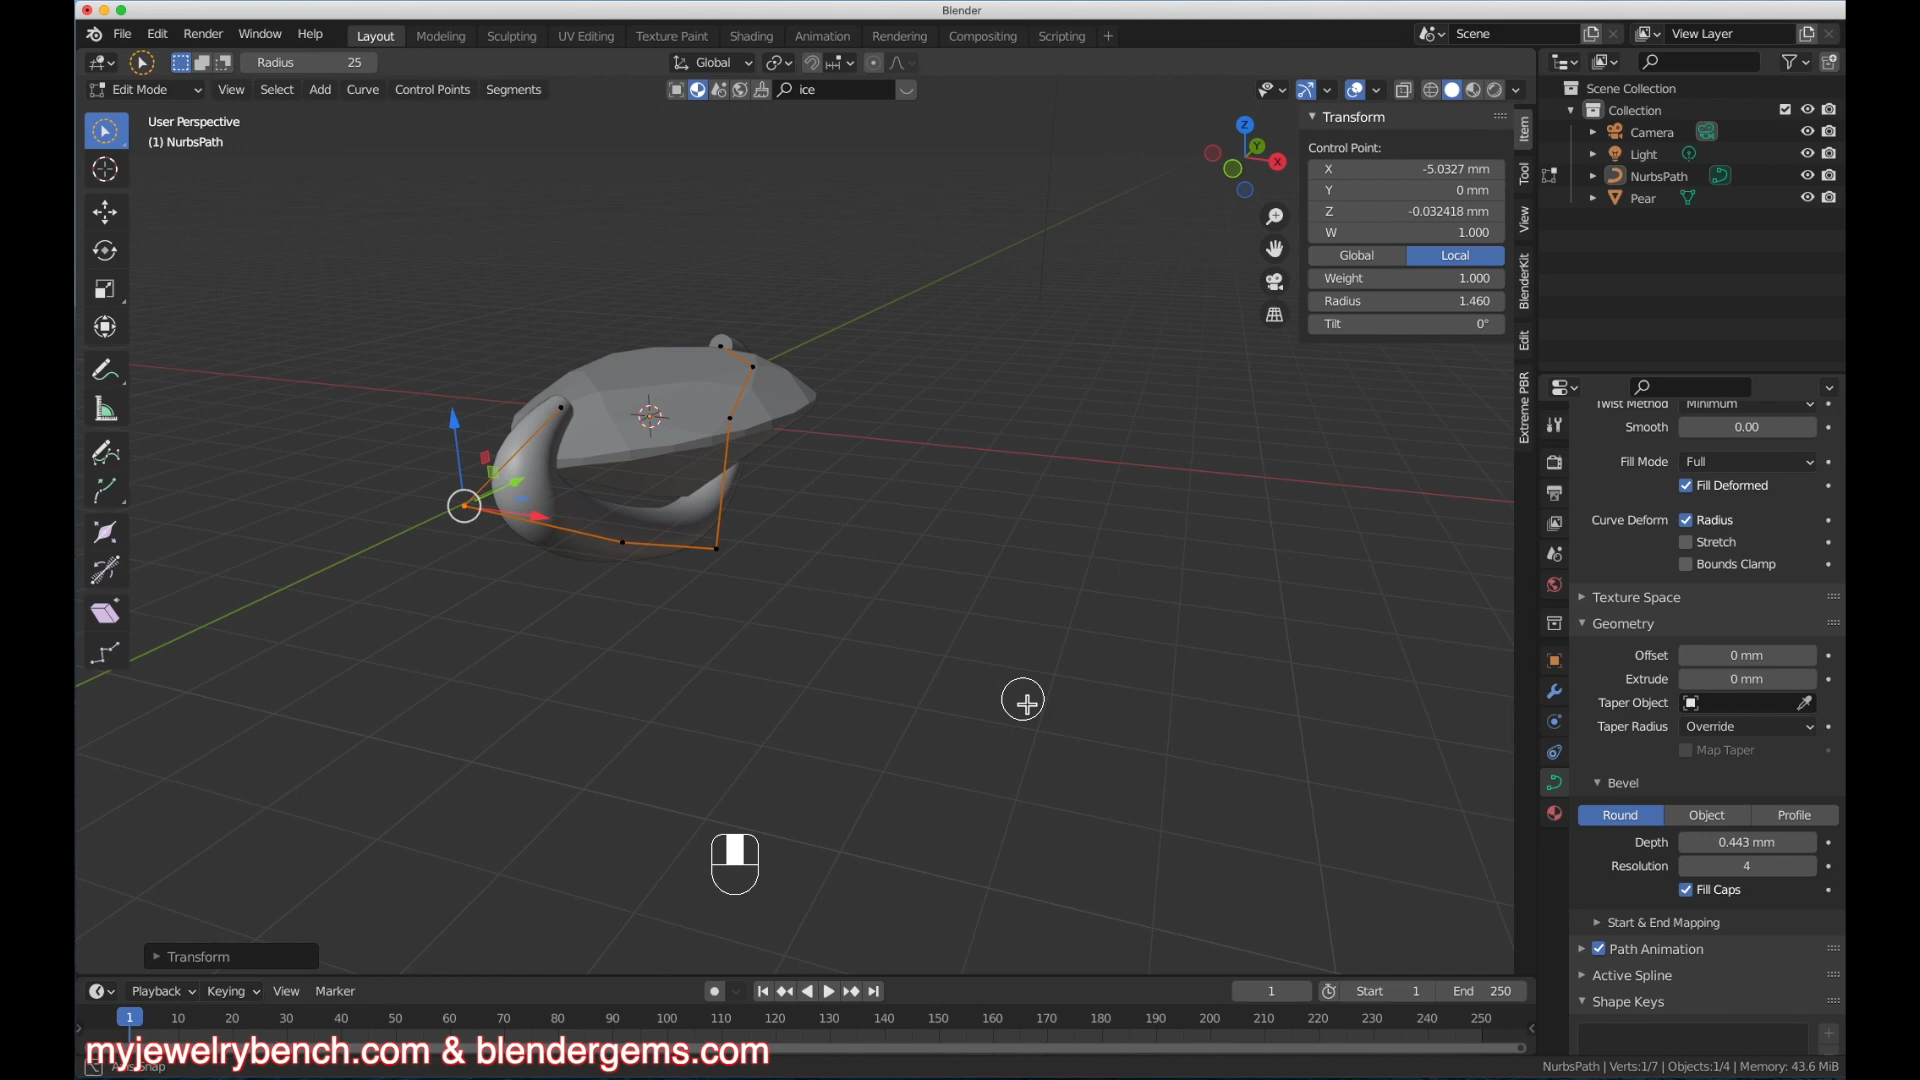 Blender
File Edit Render Window Help Layout Modeling Sculpting UV Editing Texture Paint Shading Animation Rendering Compositing Scripting + Scene View Layer
Radius 25 Global
Edit Mode View Select Add Curve Control Points Segments ice
User Perspective
(1) NurbsPath
Z
Y
X
Transform
Control Point:
X -5.0327 mm
Y 0 mm
Z -0.032418 mm
W 1.000
Global Local
Weight 1.000
Radius 1.460
Tilt 0°
Item
Tool
View
BlenderKit
Edit
Extreme PBR
Scene Collection
Collection
Camera
Light
NurbsPath
Pear
Twist Method Minimum
Smooth 0.00
Fill Mode Full
Fill Deformed
Curve Deform Radius
Stretch
Bounds Clamp
Texture Space
Geometry
Offset 0 mm
Extrude 0 mm
Taper Object
Taper Radius Override
Map Taper
Bevel
Round Object Profile
Depth 0.443 mm
Resolution 4
Fill Caps
Start & End Mapping
Path Animation
Active Spline
Shape Keys
Transform
Playback Keying View Marker 1 Start 1 End 250
1 10 20 30 40 50 60 70 80 90 100 110 120 130 140 150 160 170 180 190 200 210 220 230 240 250
myjewelrybench.com & blendergems.com
NurbsPath | Verts:1/7 | Objects:1/4 | Memory: 43.6 MiB